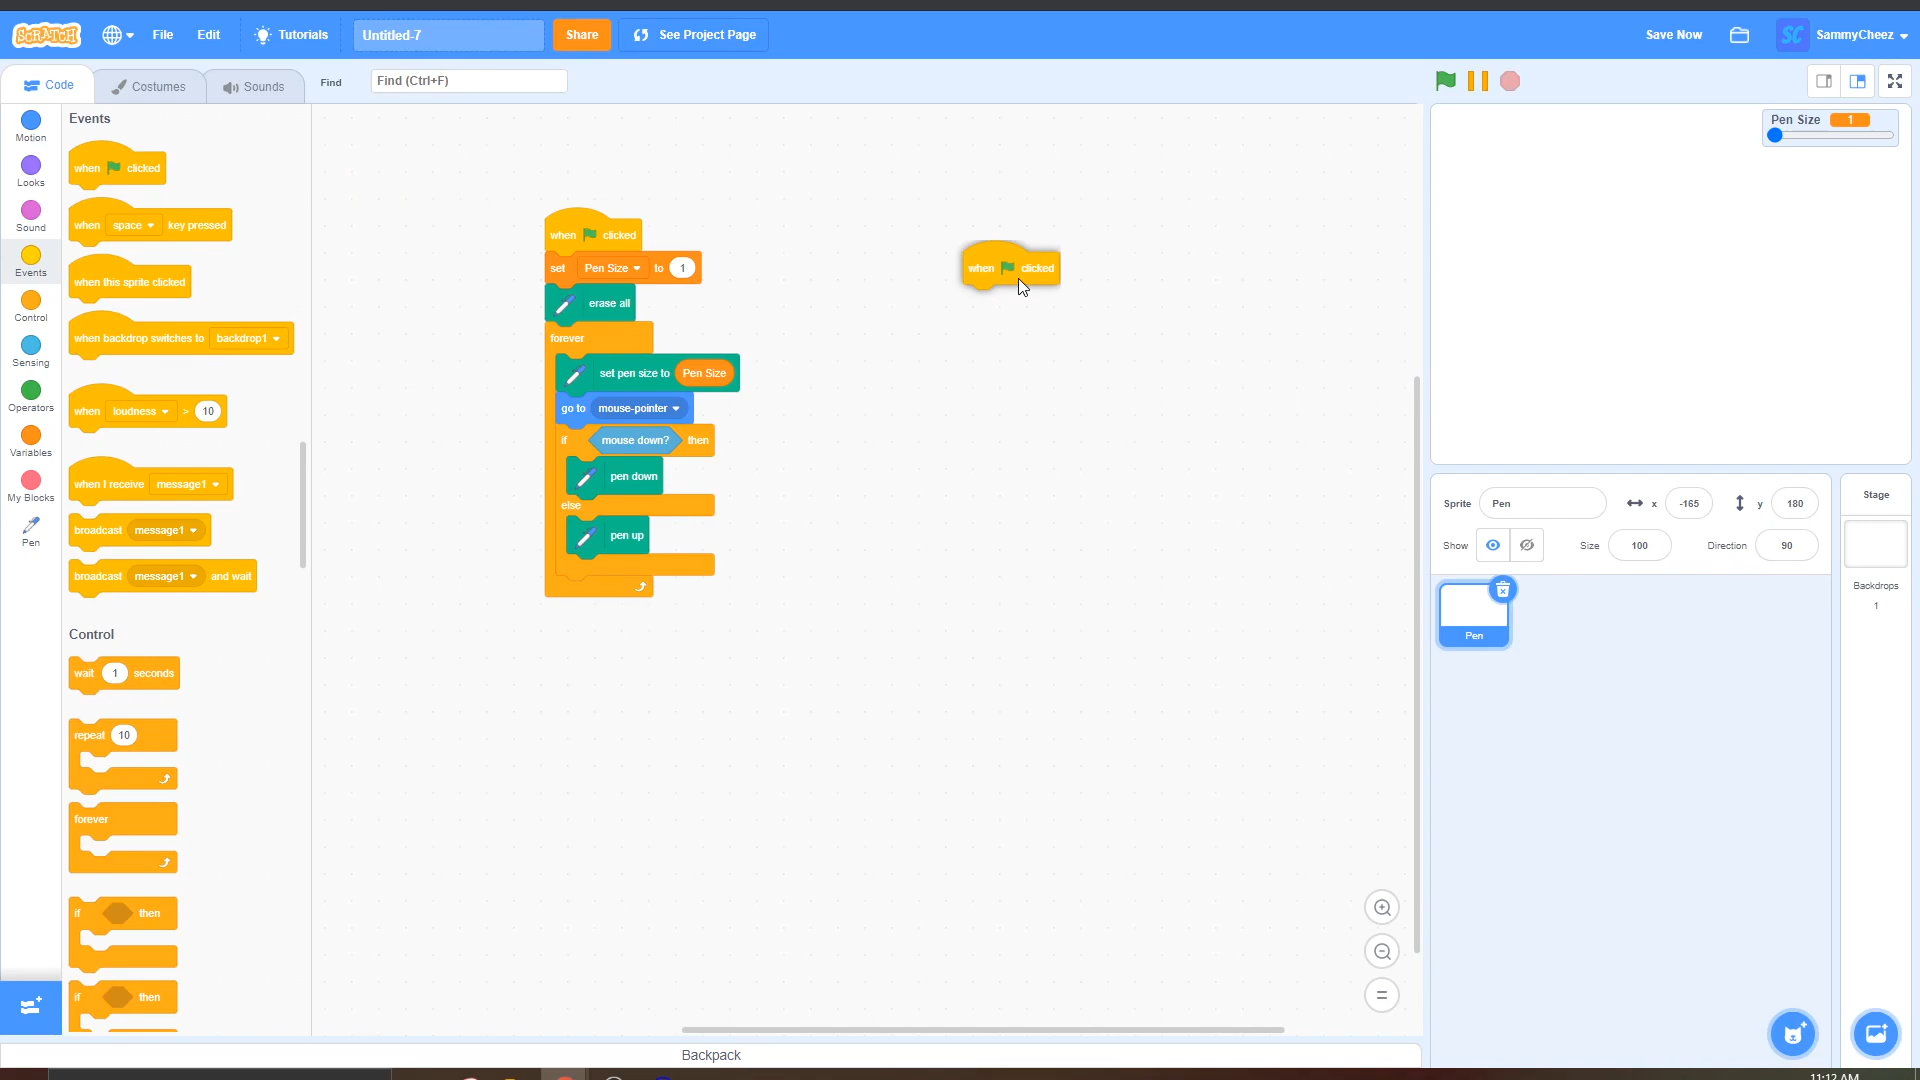 SCRATCH
File
Edit
Tutorials
Untitled-7
Share
See Project Page
Save Now
SC
SammyCheez
Code
Costumes
Sounds
Find
Find (Ctrl+F)
Motion
Looks
Sound
Events
Control
Sensing
Operators
Variables
My Blocks
Pen
Events
when clicked
when space key pressed
when this sprite clicked
when backdrop switches to backdrop1
when loudness > 10
when I receive message1
broadcast message1
broadcast message1 and wait
Control
wait 1 seconds
repeat 10
forever
if then
if then
when clicked
set Pen Size to 1
erase all
forever
set pen size to Pen Size
go to mouse-pointer
if mouse down? then
pen down
else
pen up
when clicked
Backpack
Pen Size 1
Sprite Pen x -165 y 180
Show Size 100 Direction 90
Pen
Stage
Backdrops
1
11:12 AM